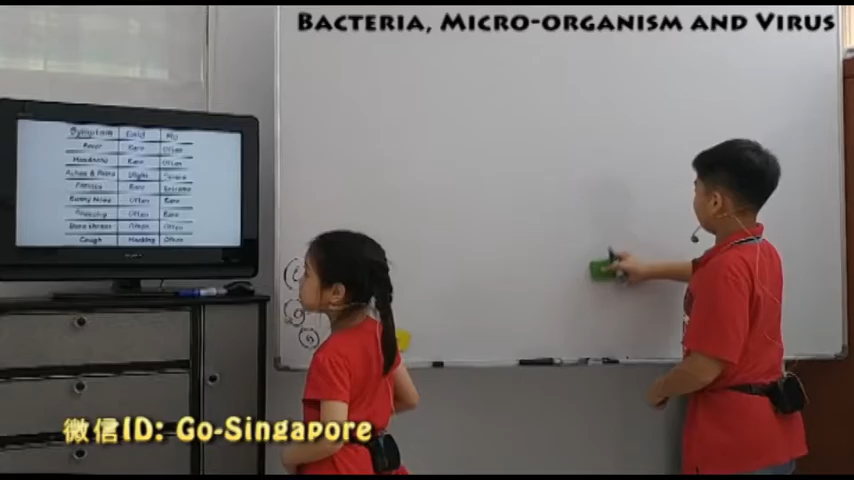 BACTERIA, MICRO-ORGANISM AND VIRUS
Symptom Cold Flu
Fever Rare Often
Headache Rare Often
Aches & Pains Slight
Fatigue Rare Extreme
Runny Nose Often Rare
Sneezing Often Rare
Sore throat Often Often
Cough Hacking Often
微信ID: Go-Singapore